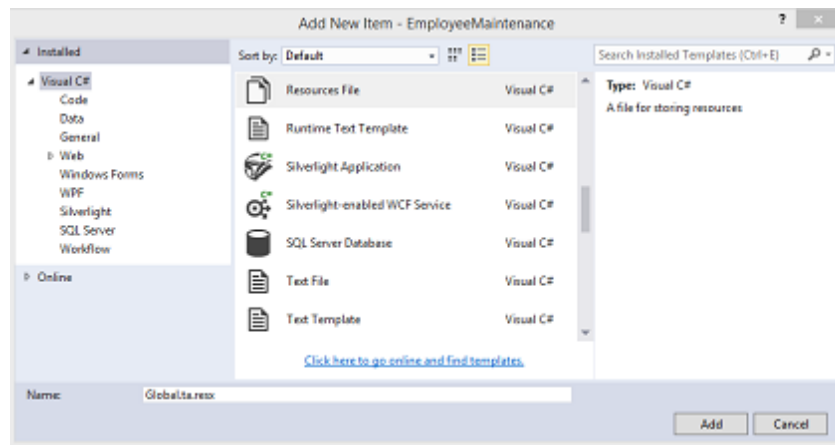 Add New Item - EmployeeMaintenance
?
Installed
Sort by: Default
Search Installed Templates (Ctrl+E)
Visual C#
Code
Data
General
Web
Windows Forms
WPF
Silverlight
SQL Server
Workflow
Online
Resources File Visual C#
Runtime Text Template Visual C#
Silverlight Application Visual C#
Silverlight-enabled WCF Service Visual C#
SQL Server Database Visual C#
Text File Visual C#
Text Template Visual C#
Click here to go online and find templates.
Type: Visual C#
A file for storing resources
Name: Global.ta.resx
Add Cancel